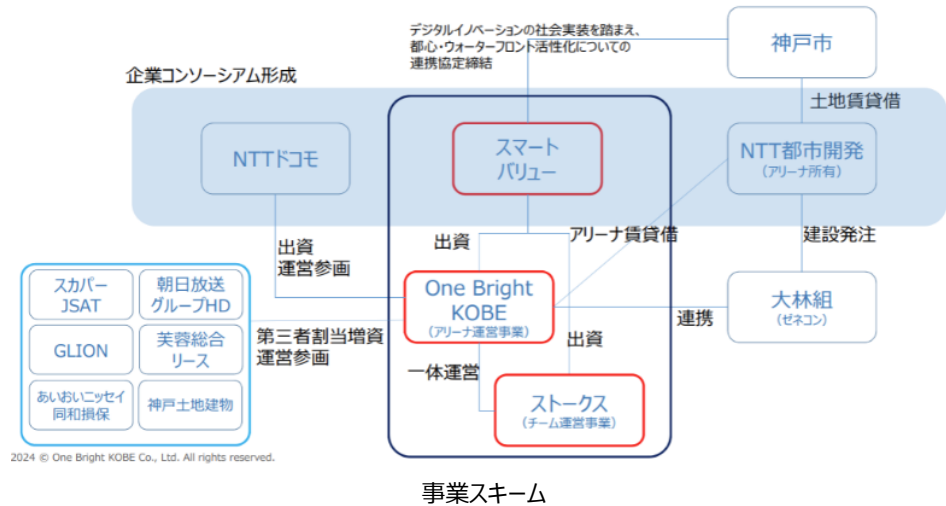 デジタルイノベーションの社会実装を踏まえ、
都心・ウォーターフロント活性化についての
連携協定締結
神戸市
企業コンソーシアム形成
土地賃貸借
NTTドコモ
スマート
バリュー
NTT都市開発
（アリーナ所有）
出資
運営参画
出資
アリーナ賃貸借
建設発注
スカパー
JSAT
朝日放送
グループHD
GLION
芙蓉総合
リース
あいおいニッセイ
同和損保
神戸土地建物
第三者割当増資
運営参画
One Bright
KOBE
（アリーナ運営事業）
連携
大林組
（ゼネコン）
出資
一体運営
ストークス
（チーム運営事業）
2024 © One Bright KOBE Co., Ltd. All rights reserved.
事業スキーム